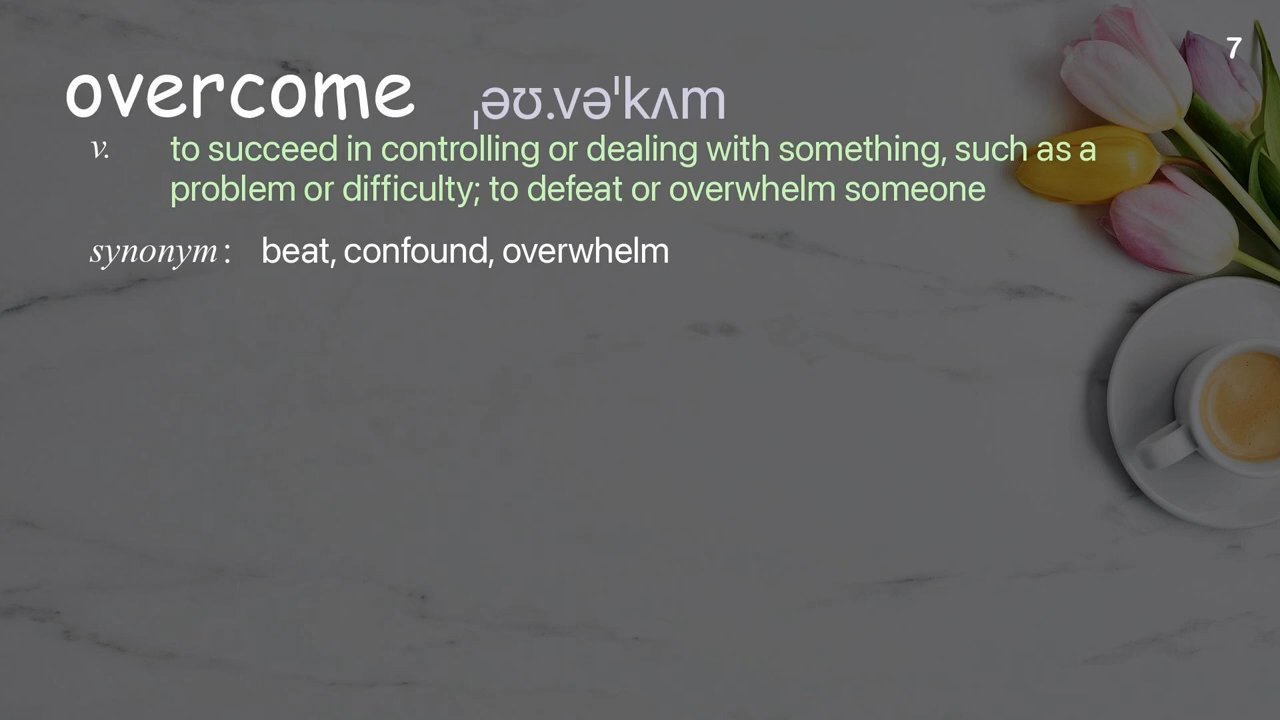 7
overcome ˌəʊ.vəˈkʌm
v. to succeed in controlling or dealing with something, such as a
problem or difficulty; to defeat or overwhelm someone
synonym : beat, confound, overwhelm